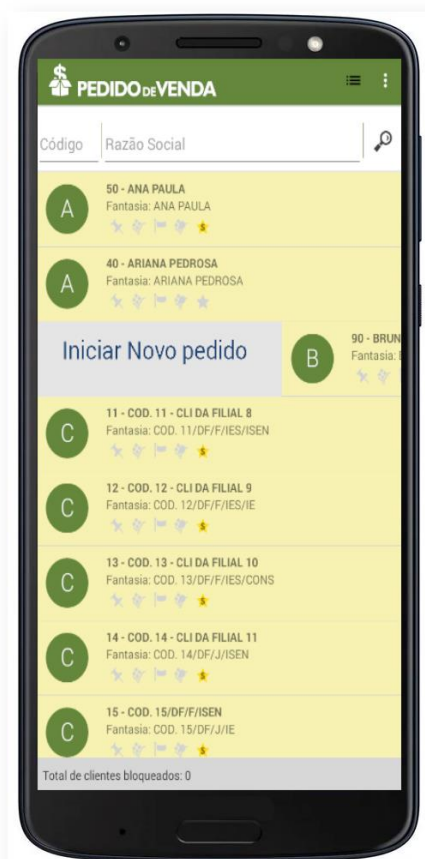 PEDIDO DE VENDA
Código Razão Social
A
50 - ANA PAULA
Fantasia: ANA PAULA
A
40 - ARIANA PEDROSA
Fantasia: ARIANA PEDROSA
Iniciar Novo pedido
B
90 - BRUN
Fantasia:
C
11 - COD. 11 - CLI DA FILIAL 8
Fantasia: COD. 11/DF/F/IES/ISEN
C
12 - COD. 12 - CLI DA FILIAL 9
Fantasia: COD. 12/DF/F/IES/IE
C
13 - COD. 13 - CLI DA FILIAL 10
Fantasia: COD. 13/DF/F/IES/CONS
C
14 - COD. 14 - CLI DA FILIAL 11
Fantasia: COD. 14/DF/J/ISEN
C
15 - COD. 15/DF/F/ISEN
Fantasia: COD. 15/DF/J/IE
Total de clientes bloqueados: 0